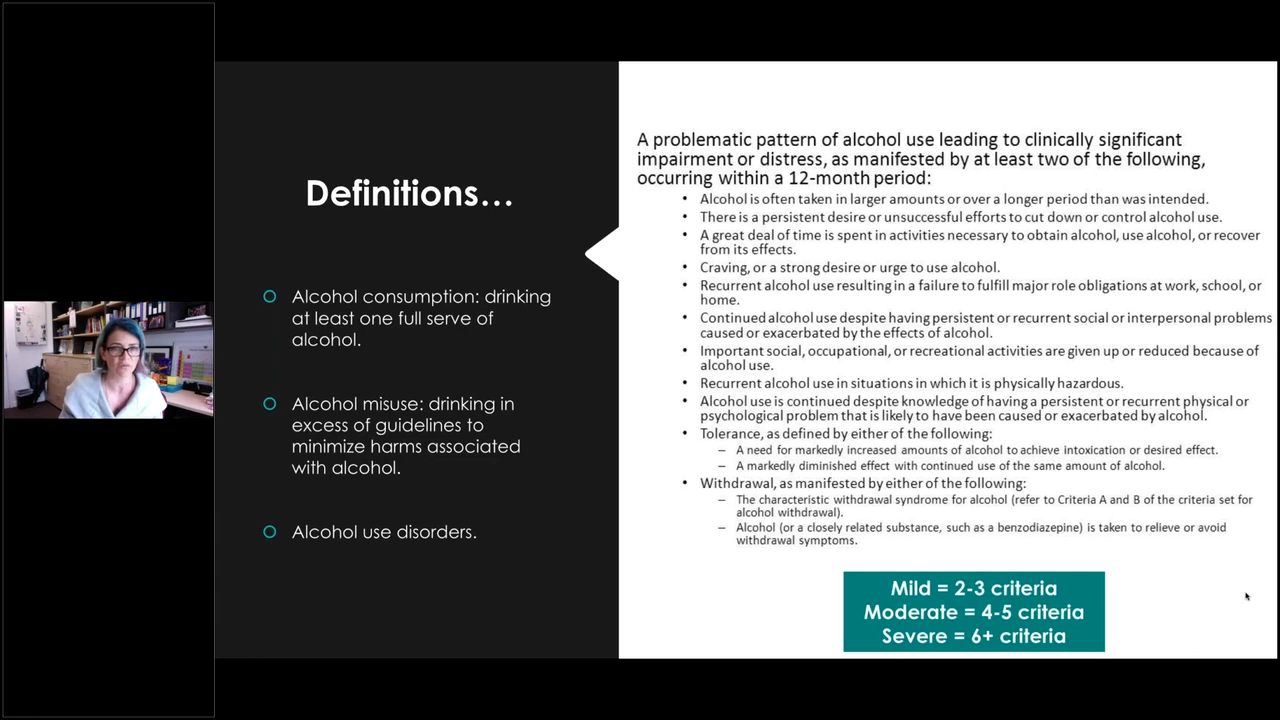 Definitions…
Alcohol consumption: drinking
at least one full serve of
alcohol.
Alcohol misuse: drinking in
excess of guidelines to
minimize harms associated
with alcohol.
Alcohol use disorders.
A problematic pattern of alcohol use leading to clinically significant
impairment or distress, as manifested by at least two of the following,
occurring within a 12-month period:
• Alcohol is often taken in larger amounts or over a longer period than was intended.
• There is a persistent desire or unsuccessful efforts to cut down or control alcohol use.
• A great deal of time is spent in activities necessary to obtain alcohol, use alcohol, or recover
from its effects.
• Craving, or a strong desire or urge to use alcohol.
• Recurrent alcohol use resulting in a failure to fulfill major role obligations at work, school, or
home.
• Continued alcohol use despite having persistent or recurrent social or interpersonal problems
caused or exacerbated by the effects of alcohol.
• Important social, occupational, or recreational activities are given up or reduced because of
alcohol use.
• Recurrent alcohol use in situations in which it is physically hazardous.
• Alcohol use is continued despite knowledge of having a persistent or recurrent physical or
psychological problem that is likely to have been caused or exacerbated by alcohol.
• Tolerance, as defined by either of the following:
– A need for markedly increased amounts of alcohol to achieve intoxication or desired effect.
– A markedly diminished effect with continued use of the same amount of alcohol.
• Withdrawal, as manifested by either of the following:
– The characteristic withdrawal syndrome for alcohol (refer to Criteria A and B of the criteria set for
alcohol withdrawal).
– Alcohol (or a closely related substance, such as a benzodiazepine) is taken to relieve or avoid
withdrawal symptoms.
Mild = 2-3 criteria
Moderate = 4-5 criteria
Severe = 6+ criteria